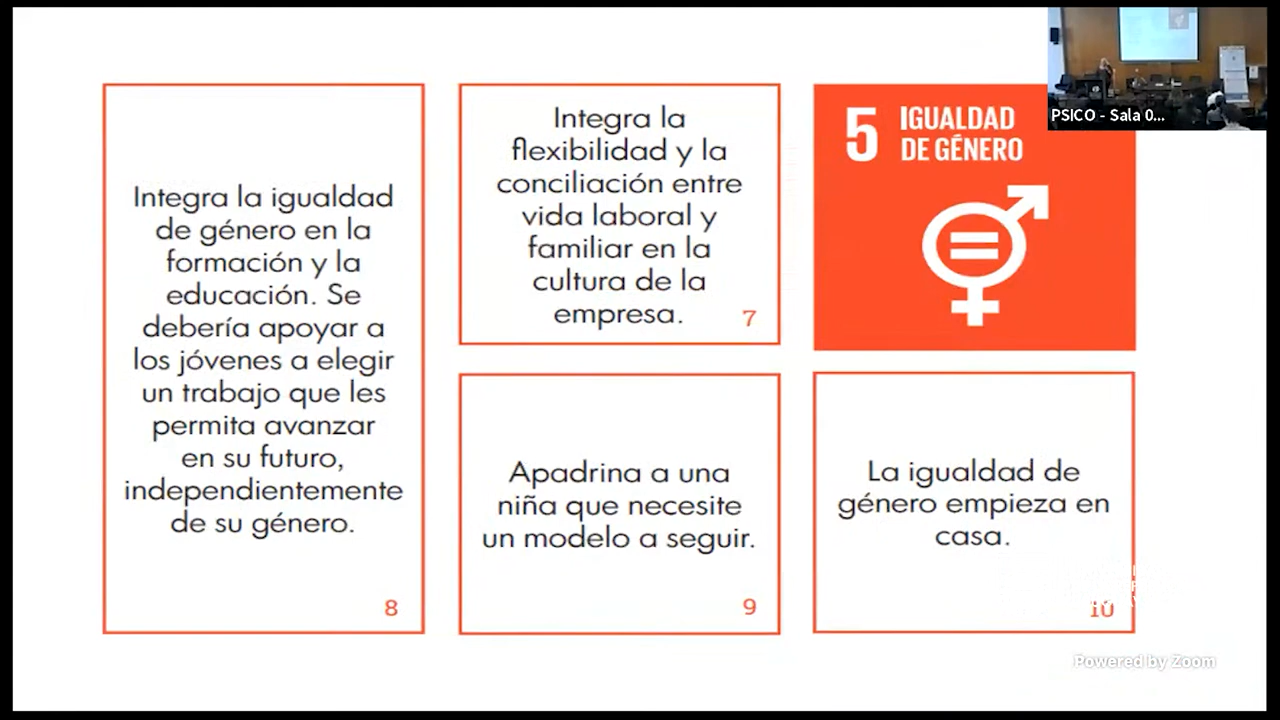 Integra la igualdad
de género en la
formación y la
educación. Se
debería apoyar a
los jóvenes a elegir
un trabajo que les
permita avanzar
en su futuro,
independientemente
de su género.
8
Integra la
flexibilidad y la
conciliación entre
vida laboral y
familiar en la
cultura de la
empresa.
7
5 IGUALDAD
DE GÉNERO
PSICO - Sala 0...
Apadrina a una
niña que necesite
un modelo a seguir.
9
La igualdad de
género empieza en
casa.
10
Powered by Zoom